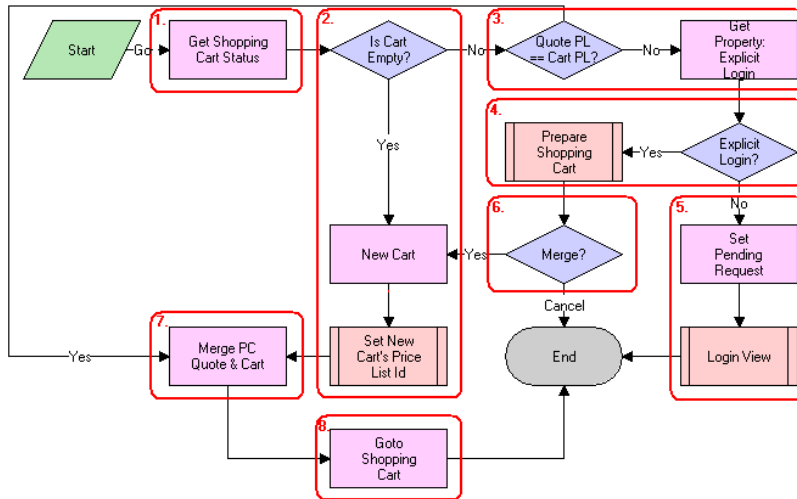 1.
2.
3.
Start
Go
Get Shopping
Cart Status
Is Cart
Empty?
No
Quote PL
== Cart PL?
No
Get
Property:
Explicit
Login
4.
Yes
Prepare
Shopping
Cart
Yes
Explicit
Login?
No
6.
5.
New Cart
Yes
Merge?
Set
Pending
Request
Cancel
7.
Yes
Merge PC
Quote & Cart
Set New
Cart's Price
List Id
End
Login View
8.
Goto
Shopping
Cart